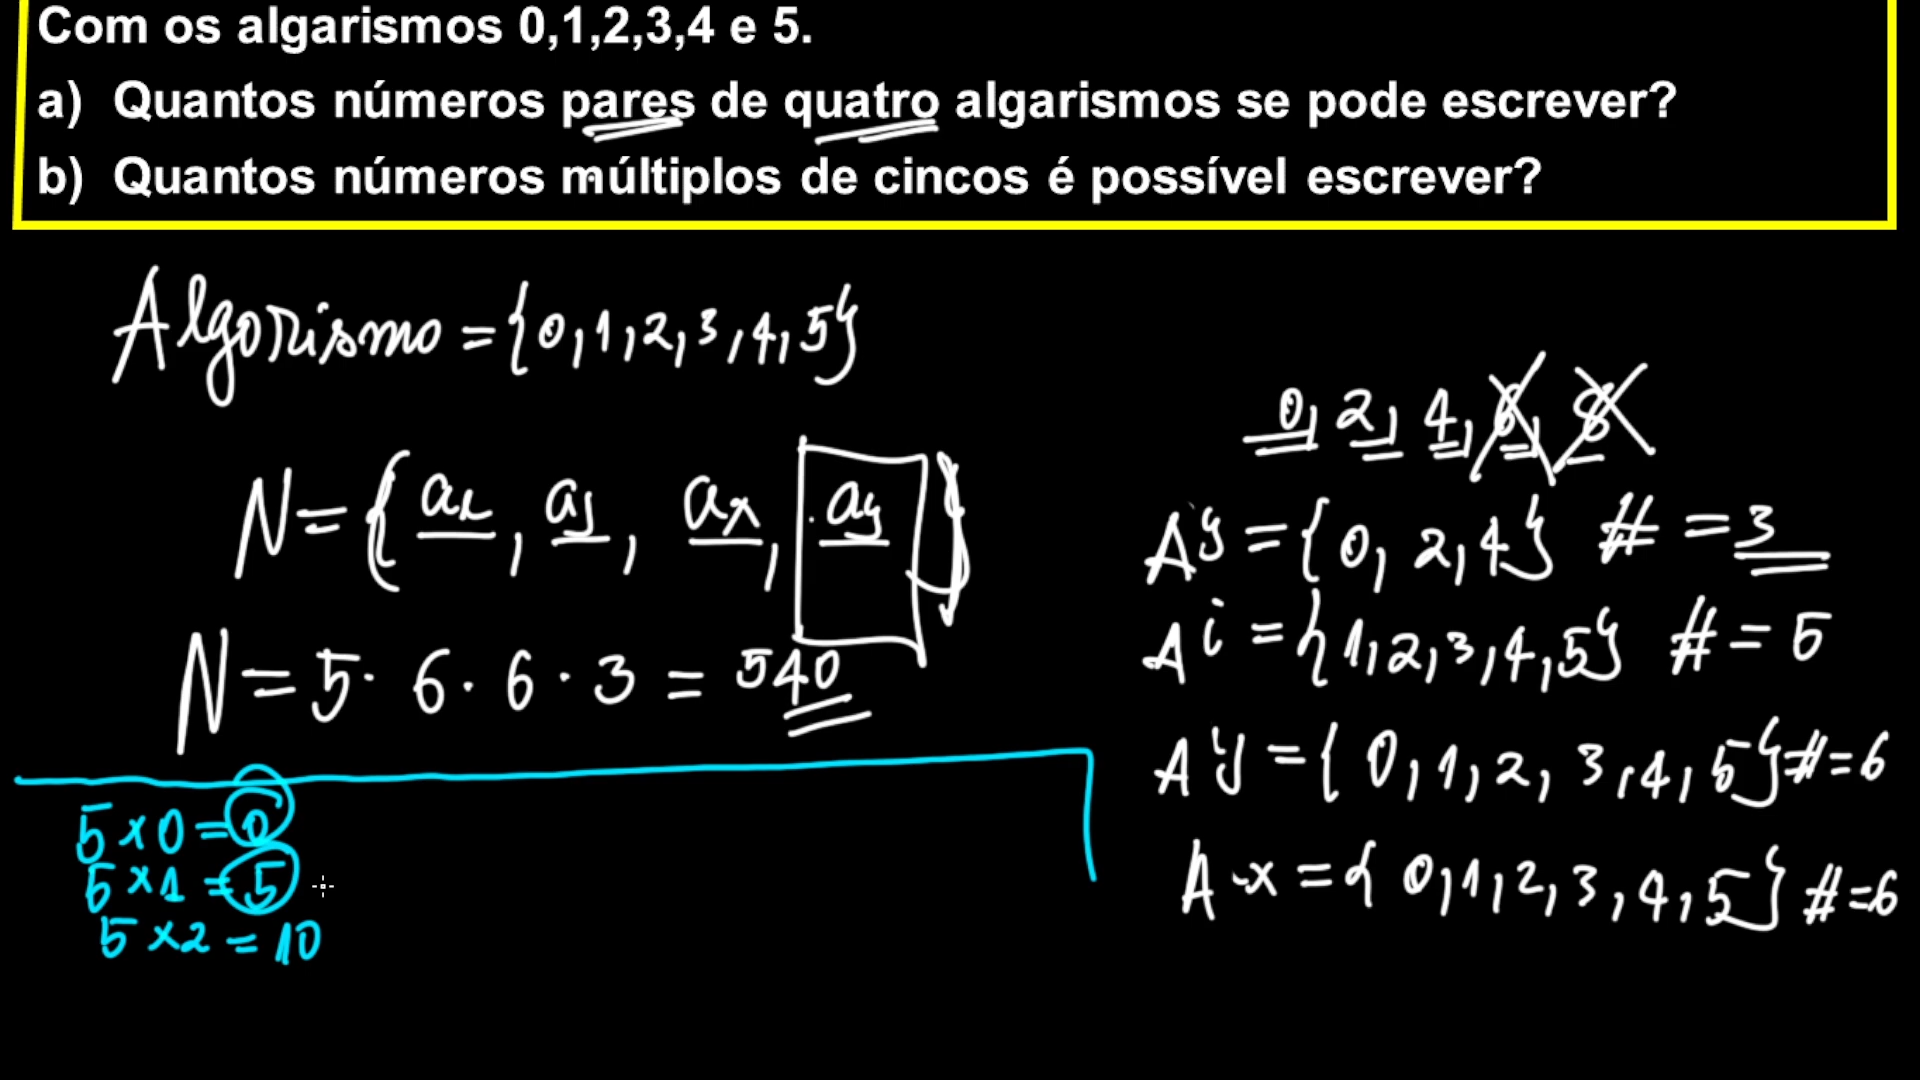 Com os algarismos 0,1,2,3,4 e 5.
a) Quantos números pares de quatro algarismos se pode escrever?
b) Quantos números múltiplos de cincos é possível escrever?
Algorismo = {0,1,2,3,4,5}
0, 2, 4, 6, 8
N = { , , ax, ay }
Ay = {0, 2, 4} # = 3
Ai = {1,2,3,4,5} # = 5
N = 5 . 6 . 6 . 3 = 540
Aj = {0,1,2,3,4,5} # = 6
Ax = {0,1,2,3,4,5} # = 6
5 x 0 = 0
5 x 1 = 5
5 x 2 = 10